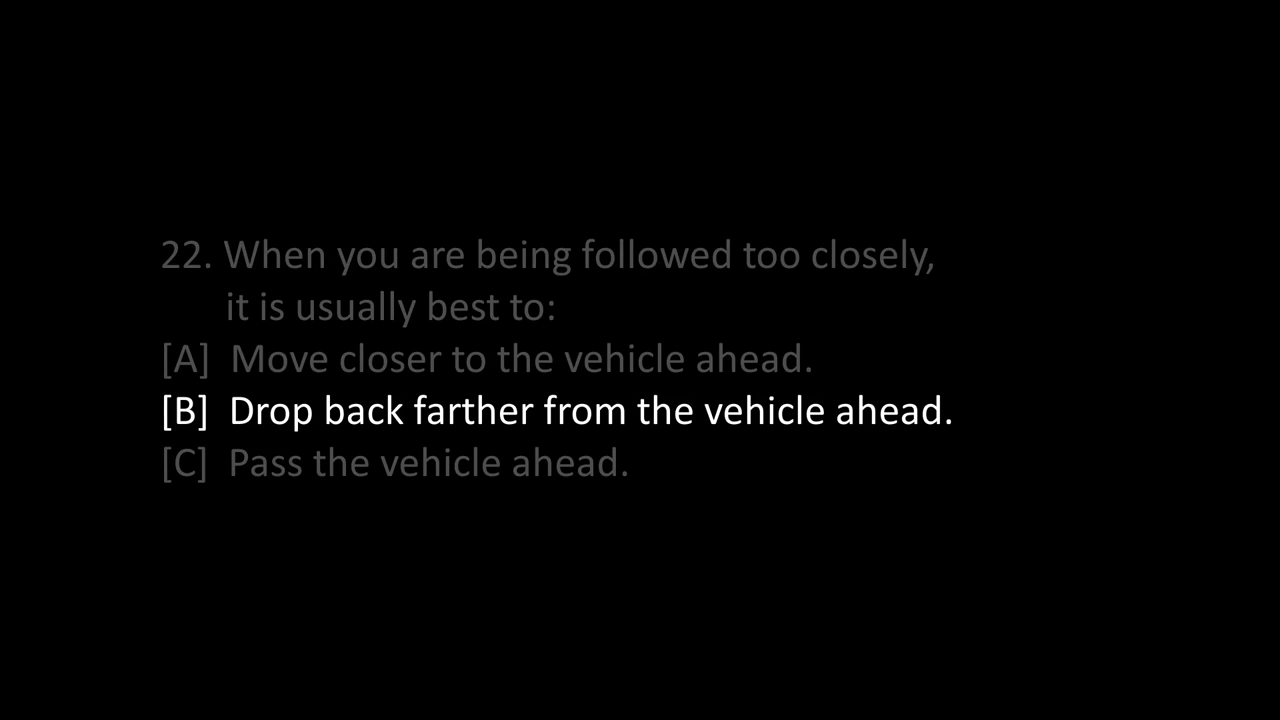 22. When you are being followed too closely,
it is usually best to:
[A] Move closer to the vehicle ahead.
[B] Drop back farther from the vehicle ahead.
[C] Pass the vehicle ahead.